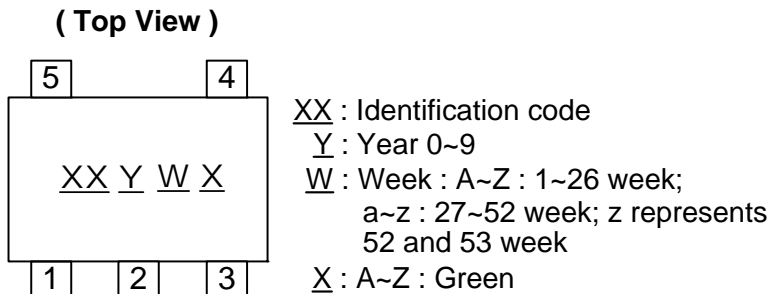 ( Top View )
5 4
XX Y W X
1 2 3
XX : Identification code
Y : Year 0~9
W : Week : A~Z : 1~26 week;
a~z : 27~52 week; z represents
52 and 53 week
X : A~Z : Green